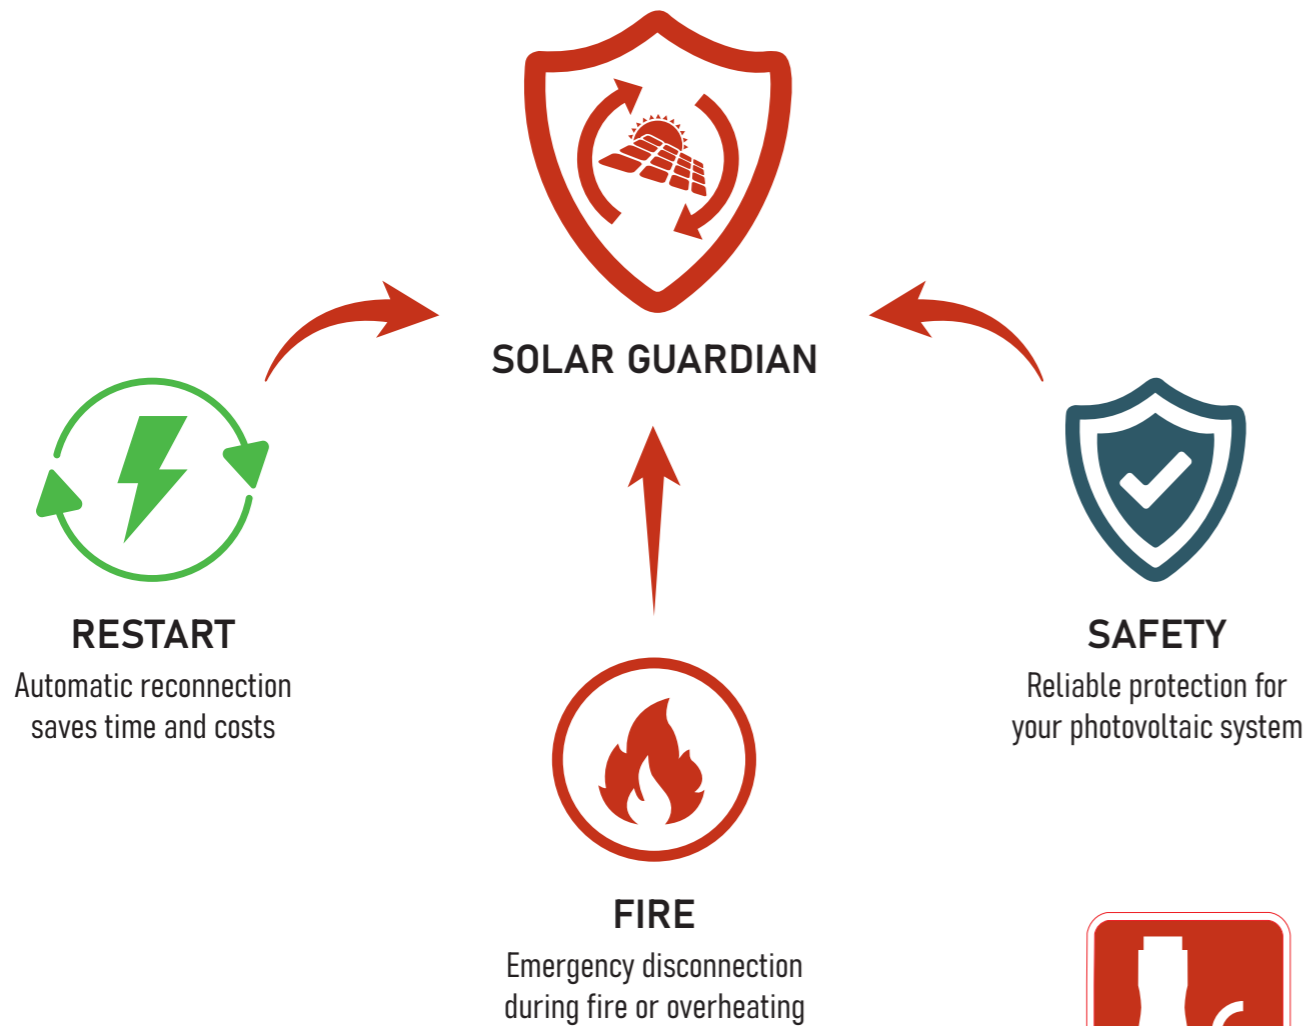 SOLAR GUARDIAN
RESTART
Automatic reconnection
saves time and costs
SAFETY
Reliable protection for
your photovoltaic system
FIRE
Emergency disconnection
during fire or overheating